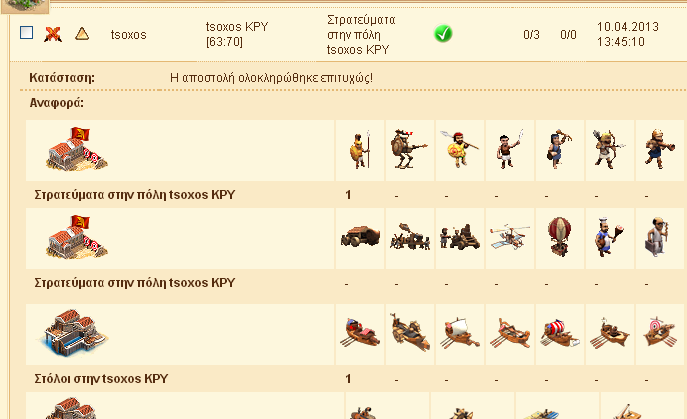 tsoxos
tsoxos KPY
[63:70]
Στρατεύματα
στην πόλη
tsoxos KPY
0/3
0/0
10.04.2013
13:45:10
Κατάσταση: Η αποστολή ολοκληρώθηκε επιτυχώς!
Αναφορά:
Στρατεύματα στην πόλη tsoxos KPY 1 - - - - - -
Στρατεύματα στην πόλη tsoxos KPY - - - - - - -
Στόλοι στην tsoxos KPY 1 - - - - - -